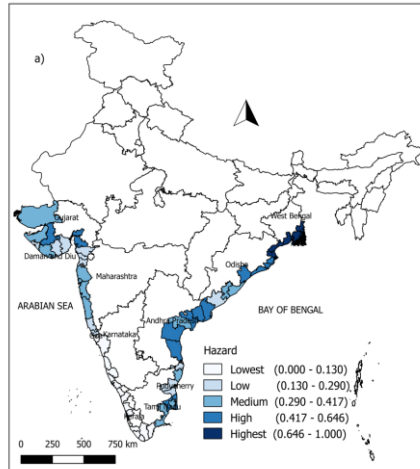 a)
West Bengal
Gujarat
Odisha
Daman and Diu
Maharashtra
ARABIAN SEA
BAY OF BENGAL
Andhra Pradesh
Goa
Karnataka
Hazard
Lowest (0.000 - 0.130)
Low (0.130 - 0.290)
Medium (0.290 - 0.417)
High (0.417 - 0.646)
Highest (0.646 - 1.000)
Tamil Nadu
Kerala
0 250 500 750 km